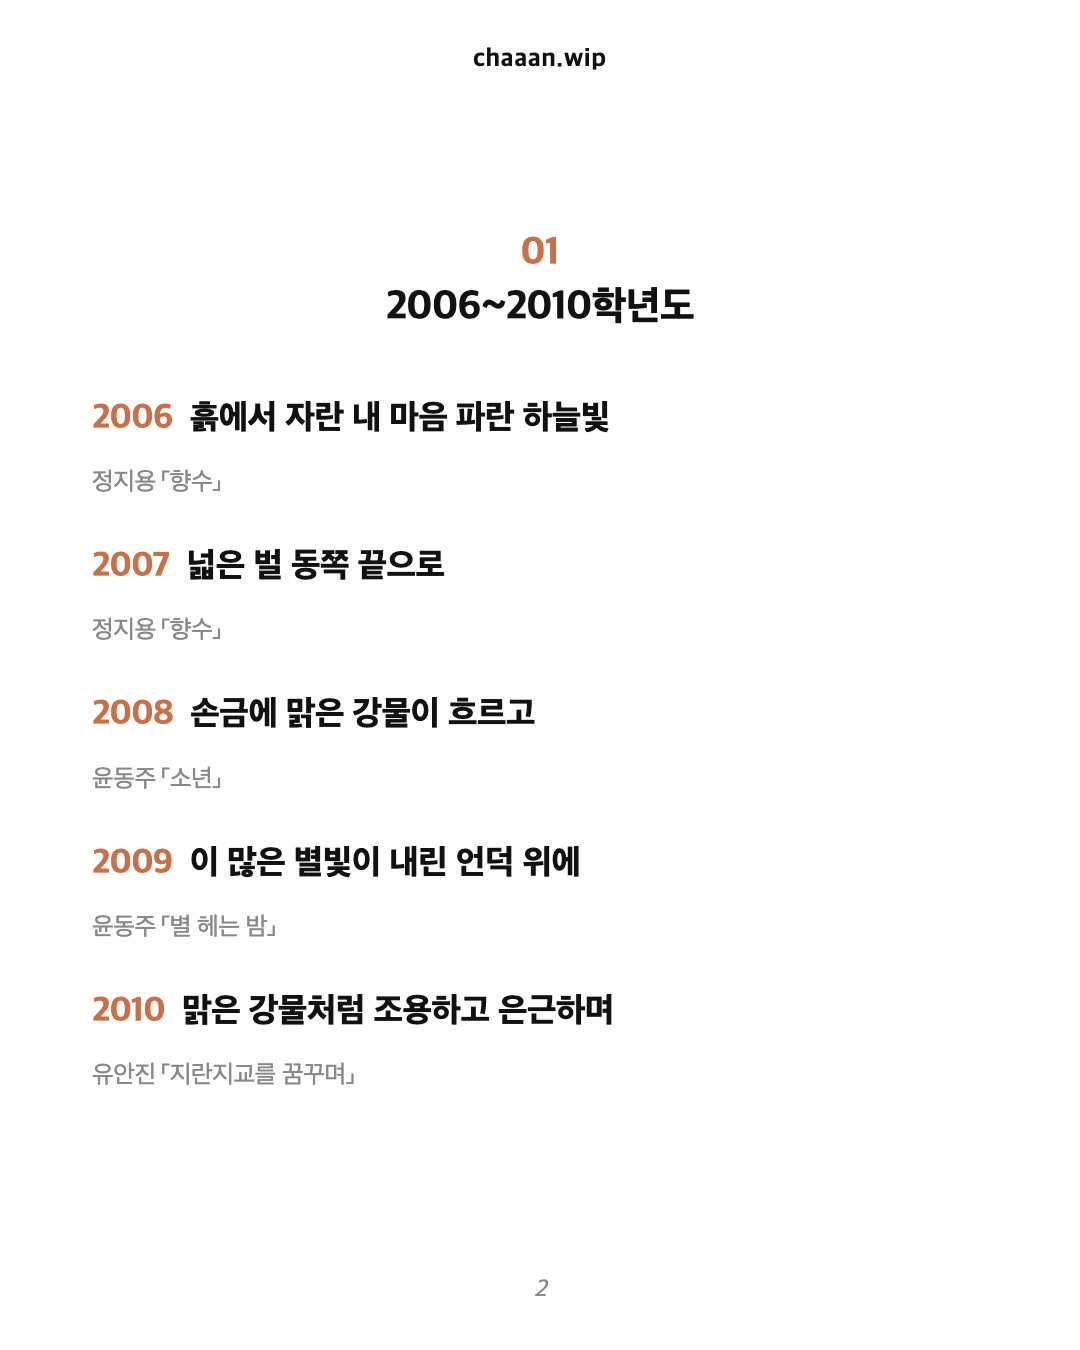 chaaan.wip
01
2006~2010학년도
2006 흙에서 자란 내 마음 파란 하늘빛
정지용 「향수」
2007 넓은 벌 동쪽 끝으로
정지용 「향수」
2008 손금에 맑은 강물이 흐르고
윤동주 「소년」
2009 이 많은 별빛이 내린 언덕 위에
윤동주 「별 헤는 밤」
2010 맑은 강물처럼 조용하고 은근하며
유안진 「지란지교를 꿈꾸며」
2